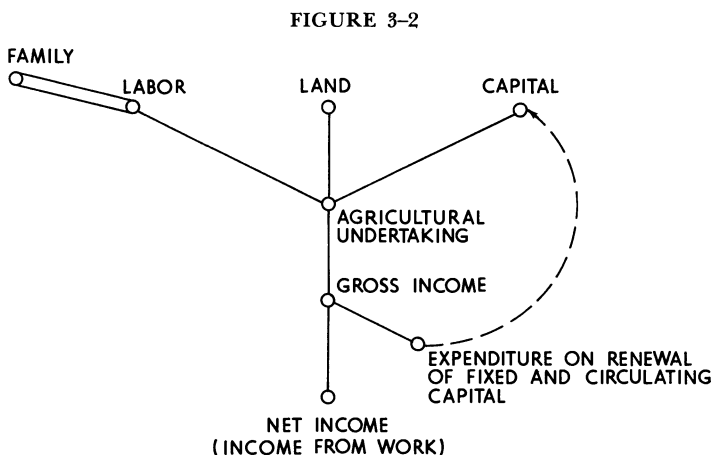 FIGURE 3–2
FAMILY
LABOR
LAND
CAPITAL
AGRICULTURAL
UNDERTAKING
GROSS INCOME
EXPENDITURE ON RENEWAL
OF FIXED AND CIRCULATING
CAPITAL
NET INCOME
(INCOME FROM WORK)